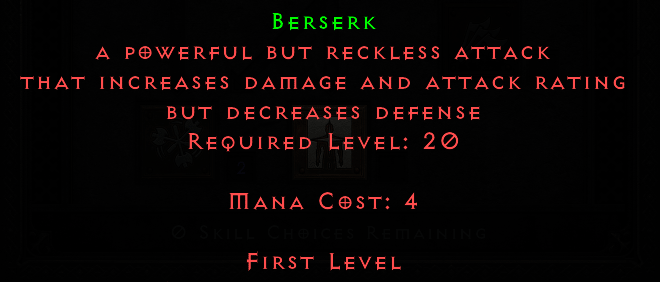 Berserk
a powerful but reckless attack
that increases damage and attack rating
but decreases defense
Required Level: 20
Mana Cost: 4
0 Skill Choices Remaining
First Level